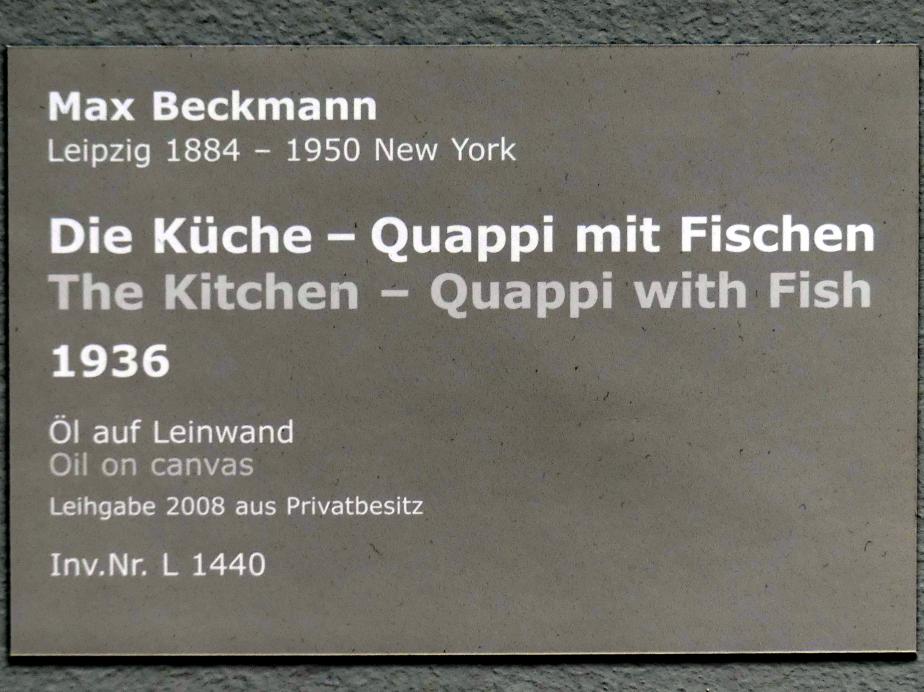 Max Beckmann
Leipzig 1884 – 1950 New York
Die Küche – Quappi mit Fischen
The Kitchen – Quappi with Fish
1936
Öl auf Leinwand
Oil on canvas
Leihgabe 2008 aus Privatbesitz
Inv.Nr. L 1440